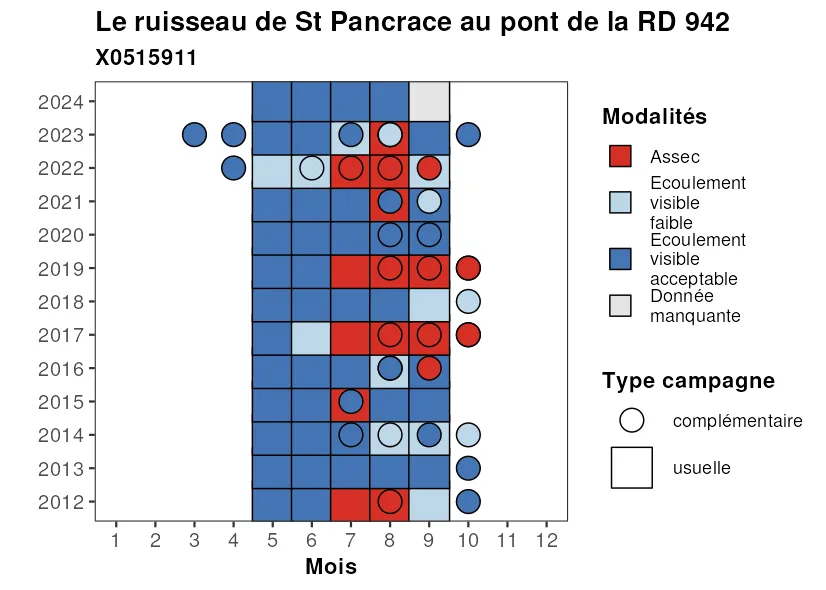 Le ruisseau de St Pancrace au pont de la RD 942
X0515911
2024
2023
2022
2021
2020
2019
2018
2017
2016
2015
2014
2013
2012
1 2 3 4 5 6 7 8 9 10 11 12
Mois
Modalités
Assec
Ecoulement
visible
faible
Ecoulement
visible
acceptable
Donnée
manquante
Type campagne
complémentaire
usuelle